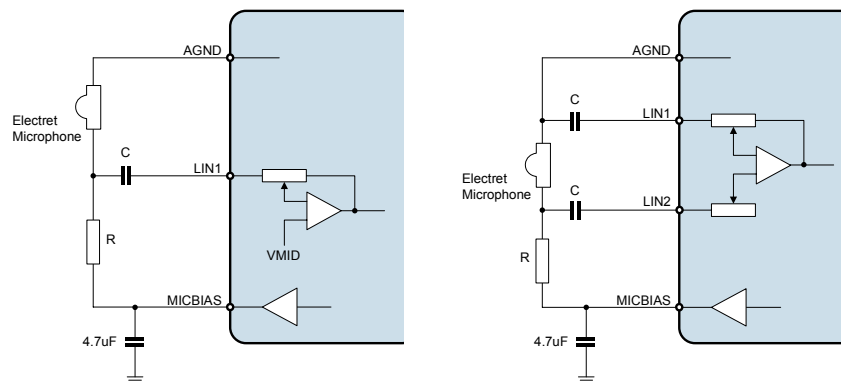 AGND
Electret
Microphone
C
LIN1
R
VMID
MICBIAS
4.7uF
AGND
C
LIN1
Electret
Microphone
C
LIN2
R
MICBIAS
4.7uF